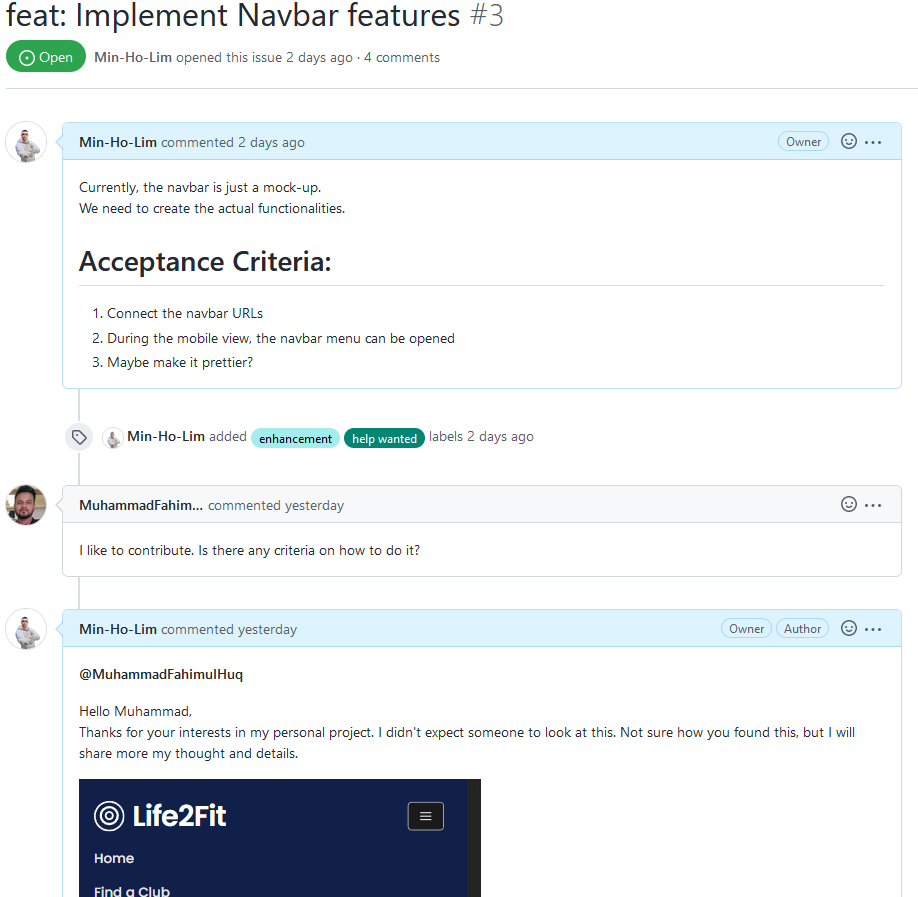 feat: Implement Navbar features #3
Open Min-Ho-Lim opened this issue 2 days ago · 4 comments
Min-Ho-Lim commented 2 days ago Owner
Currently, the navbar is just a mock-up.
We need to create the actual functionalities.
Acceptance Criteria:
1. Connect the navbar URLs
2. During the mobile view, the navbar menu can be opened
3. Maybe make it prettier?
Min-Ho-Lim added enhancement help wanted labels 2 days ago
MuhammadFahim... commented yesterday
I like to contribute. Is there any criteria on how to do it?
Min-Ho-Lim commented yesterday Owner Author
@MuhammadFahimulHuq
Hello Muhammad,
Thanks for your interests in my personal project. I didn't expect someone to look at this. Not sure how you found this, but I will
share more my thought and details.
Life2Fit
Home
Find a Club